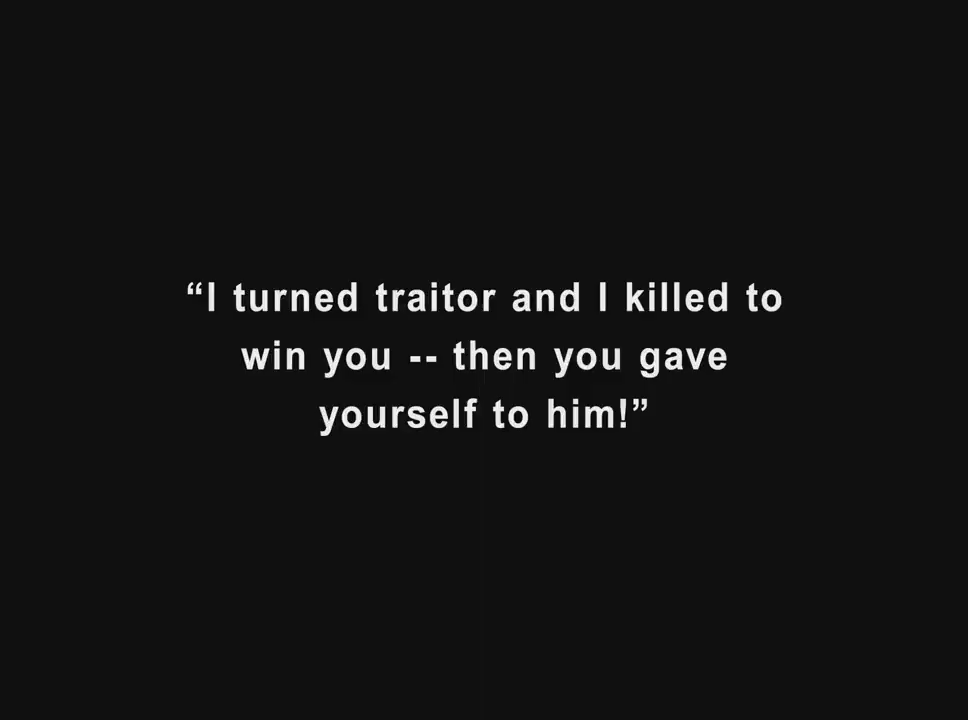 “I turned traitor and I killed to
win you -- then you gave
yourself to him!”